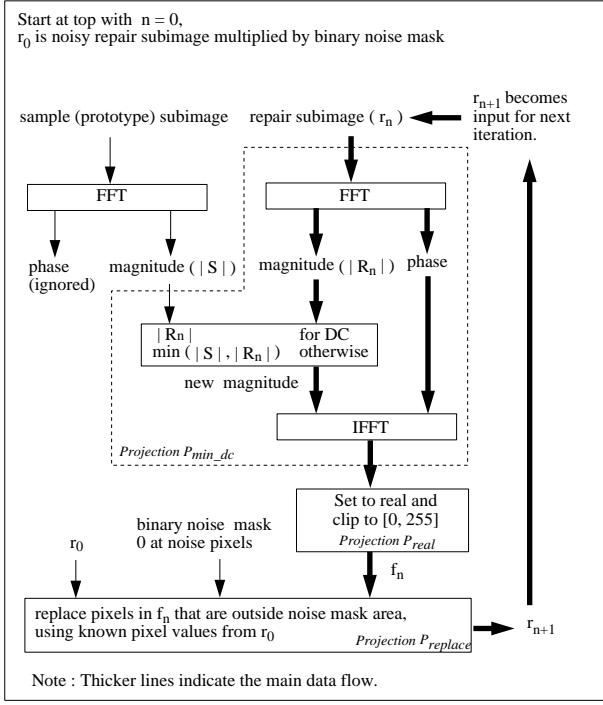 Start at top with n = 0,
r0 is noisy repair subimage multiplied by binary noise mask
sample (prototype) subimage
repair subimage ( rn )
rn+1 becomes
input for next
iteration.
FFT
FFT
phase
(ignored)
magnitude ( | S | )
magnitude ( | Rn | )
phase
| Rn | for DC
min ( | S | , | Rn | ) otherwise
new magnitude
IFFT
Projection Pmin_dc
Set to real and
clip to [0, 255]
Projection Preal
binary noise mask
0 at noise pixels
r0
fn
replace pixels in fn that are outside noise mask area,
using known pixel values from r0
Projection Preplace
rn+1
Note : Thicker lines indicate the main data flow.